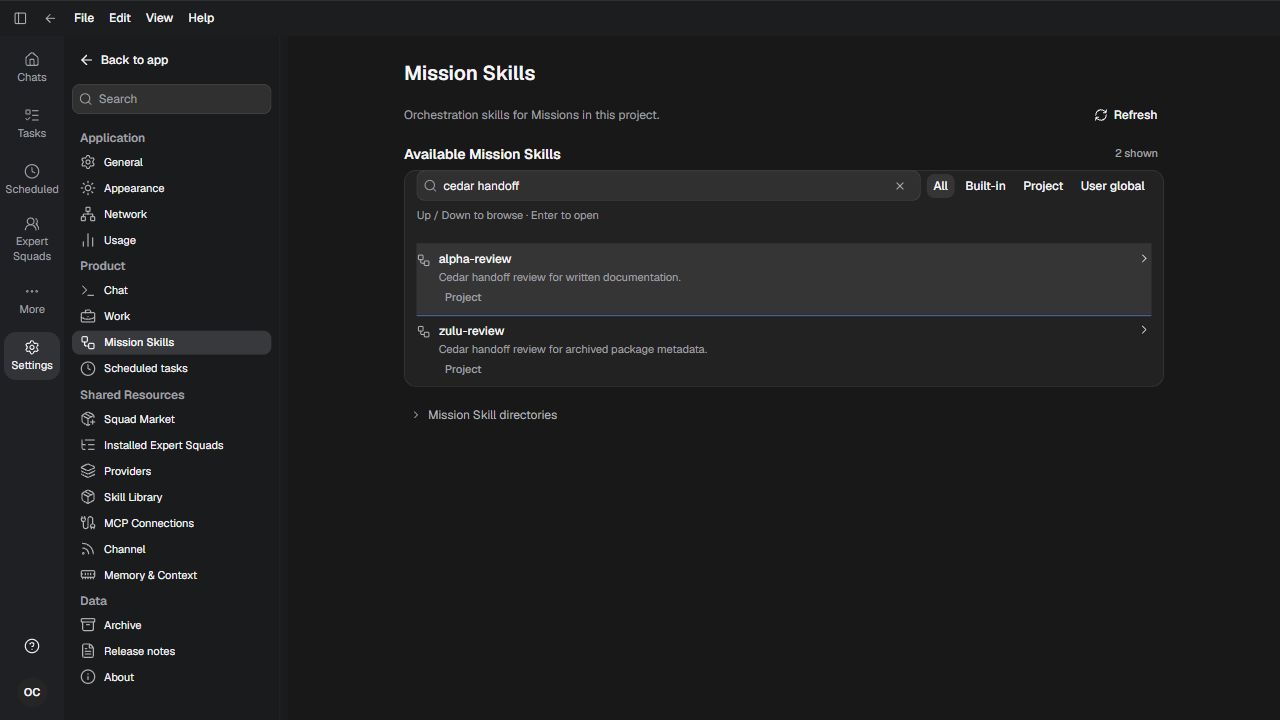 File Edit View Help
Chats
Tasks
Scheduled
Expert
Squads
More
Settings
OC
Back to app
Search
Application
General
Appearance
Network
Usage
Product
Chat
Work
Mission Skills
Scheduled tasks
Shared Resources
Squad Market
Installed Expert Squads
Providers
Skill Library
MCP Connections
Channel
Memory & Context
Data
Archive
Release notes
About
Mission Skills
Orchestration skills for Missions in this project.
Refresh
Available Mission Skills
2 shown
cedar handoff
All Built-in Project User global
Up / Down to browse · Enter to open
alpha-review
Cedar handoff review for written documentation.
Project
zulu-review
Cedar handoff review for archived package metadata.
Project
Mission Skill directories